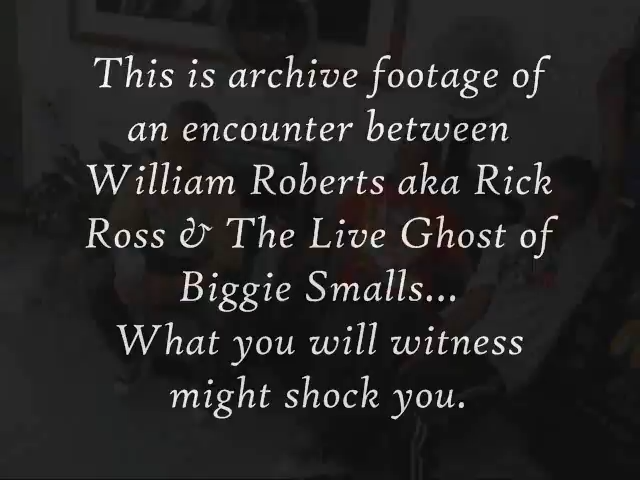 This is archive footage of
an encounter between
William Roberts aka Rick
Ross & The Live Ghost of
Biggie Smalls...
What you will witness
might shock you.